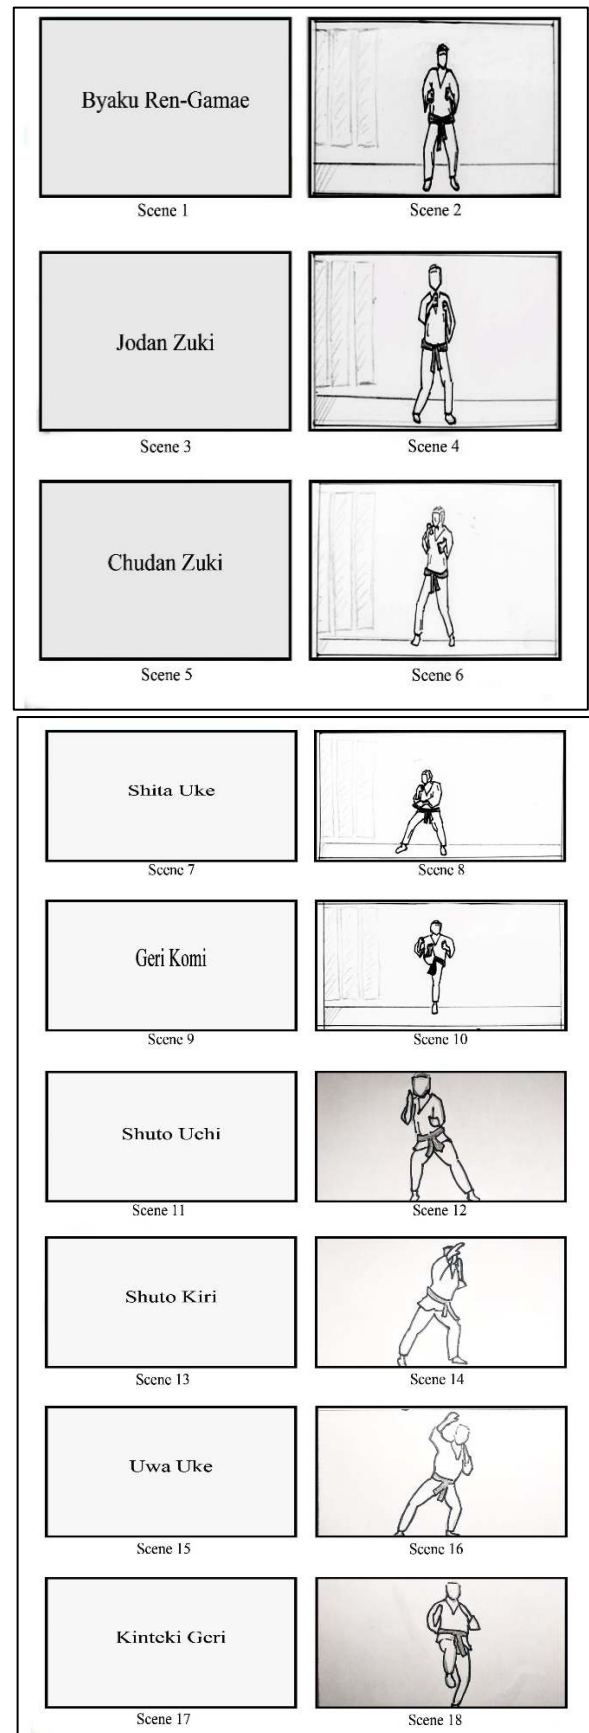 Byaku Ren-Gamae
Scene 1
Scene 2
Jodan Zuki
Scene 3
Scene 4
Chudan Zuki
Scene 5
Scene 6
Shita Uke
Scene 7
Scene 8
Geri Komi
Scene 9
Scene 10
Shuto Uchi
Scene 11
Scene 12
Shuto Kiri
Scene 13
Scene 14
Uwa Uke
Scene 15
Scene 16
Kinteki Geri
Scene 17
Scene 18